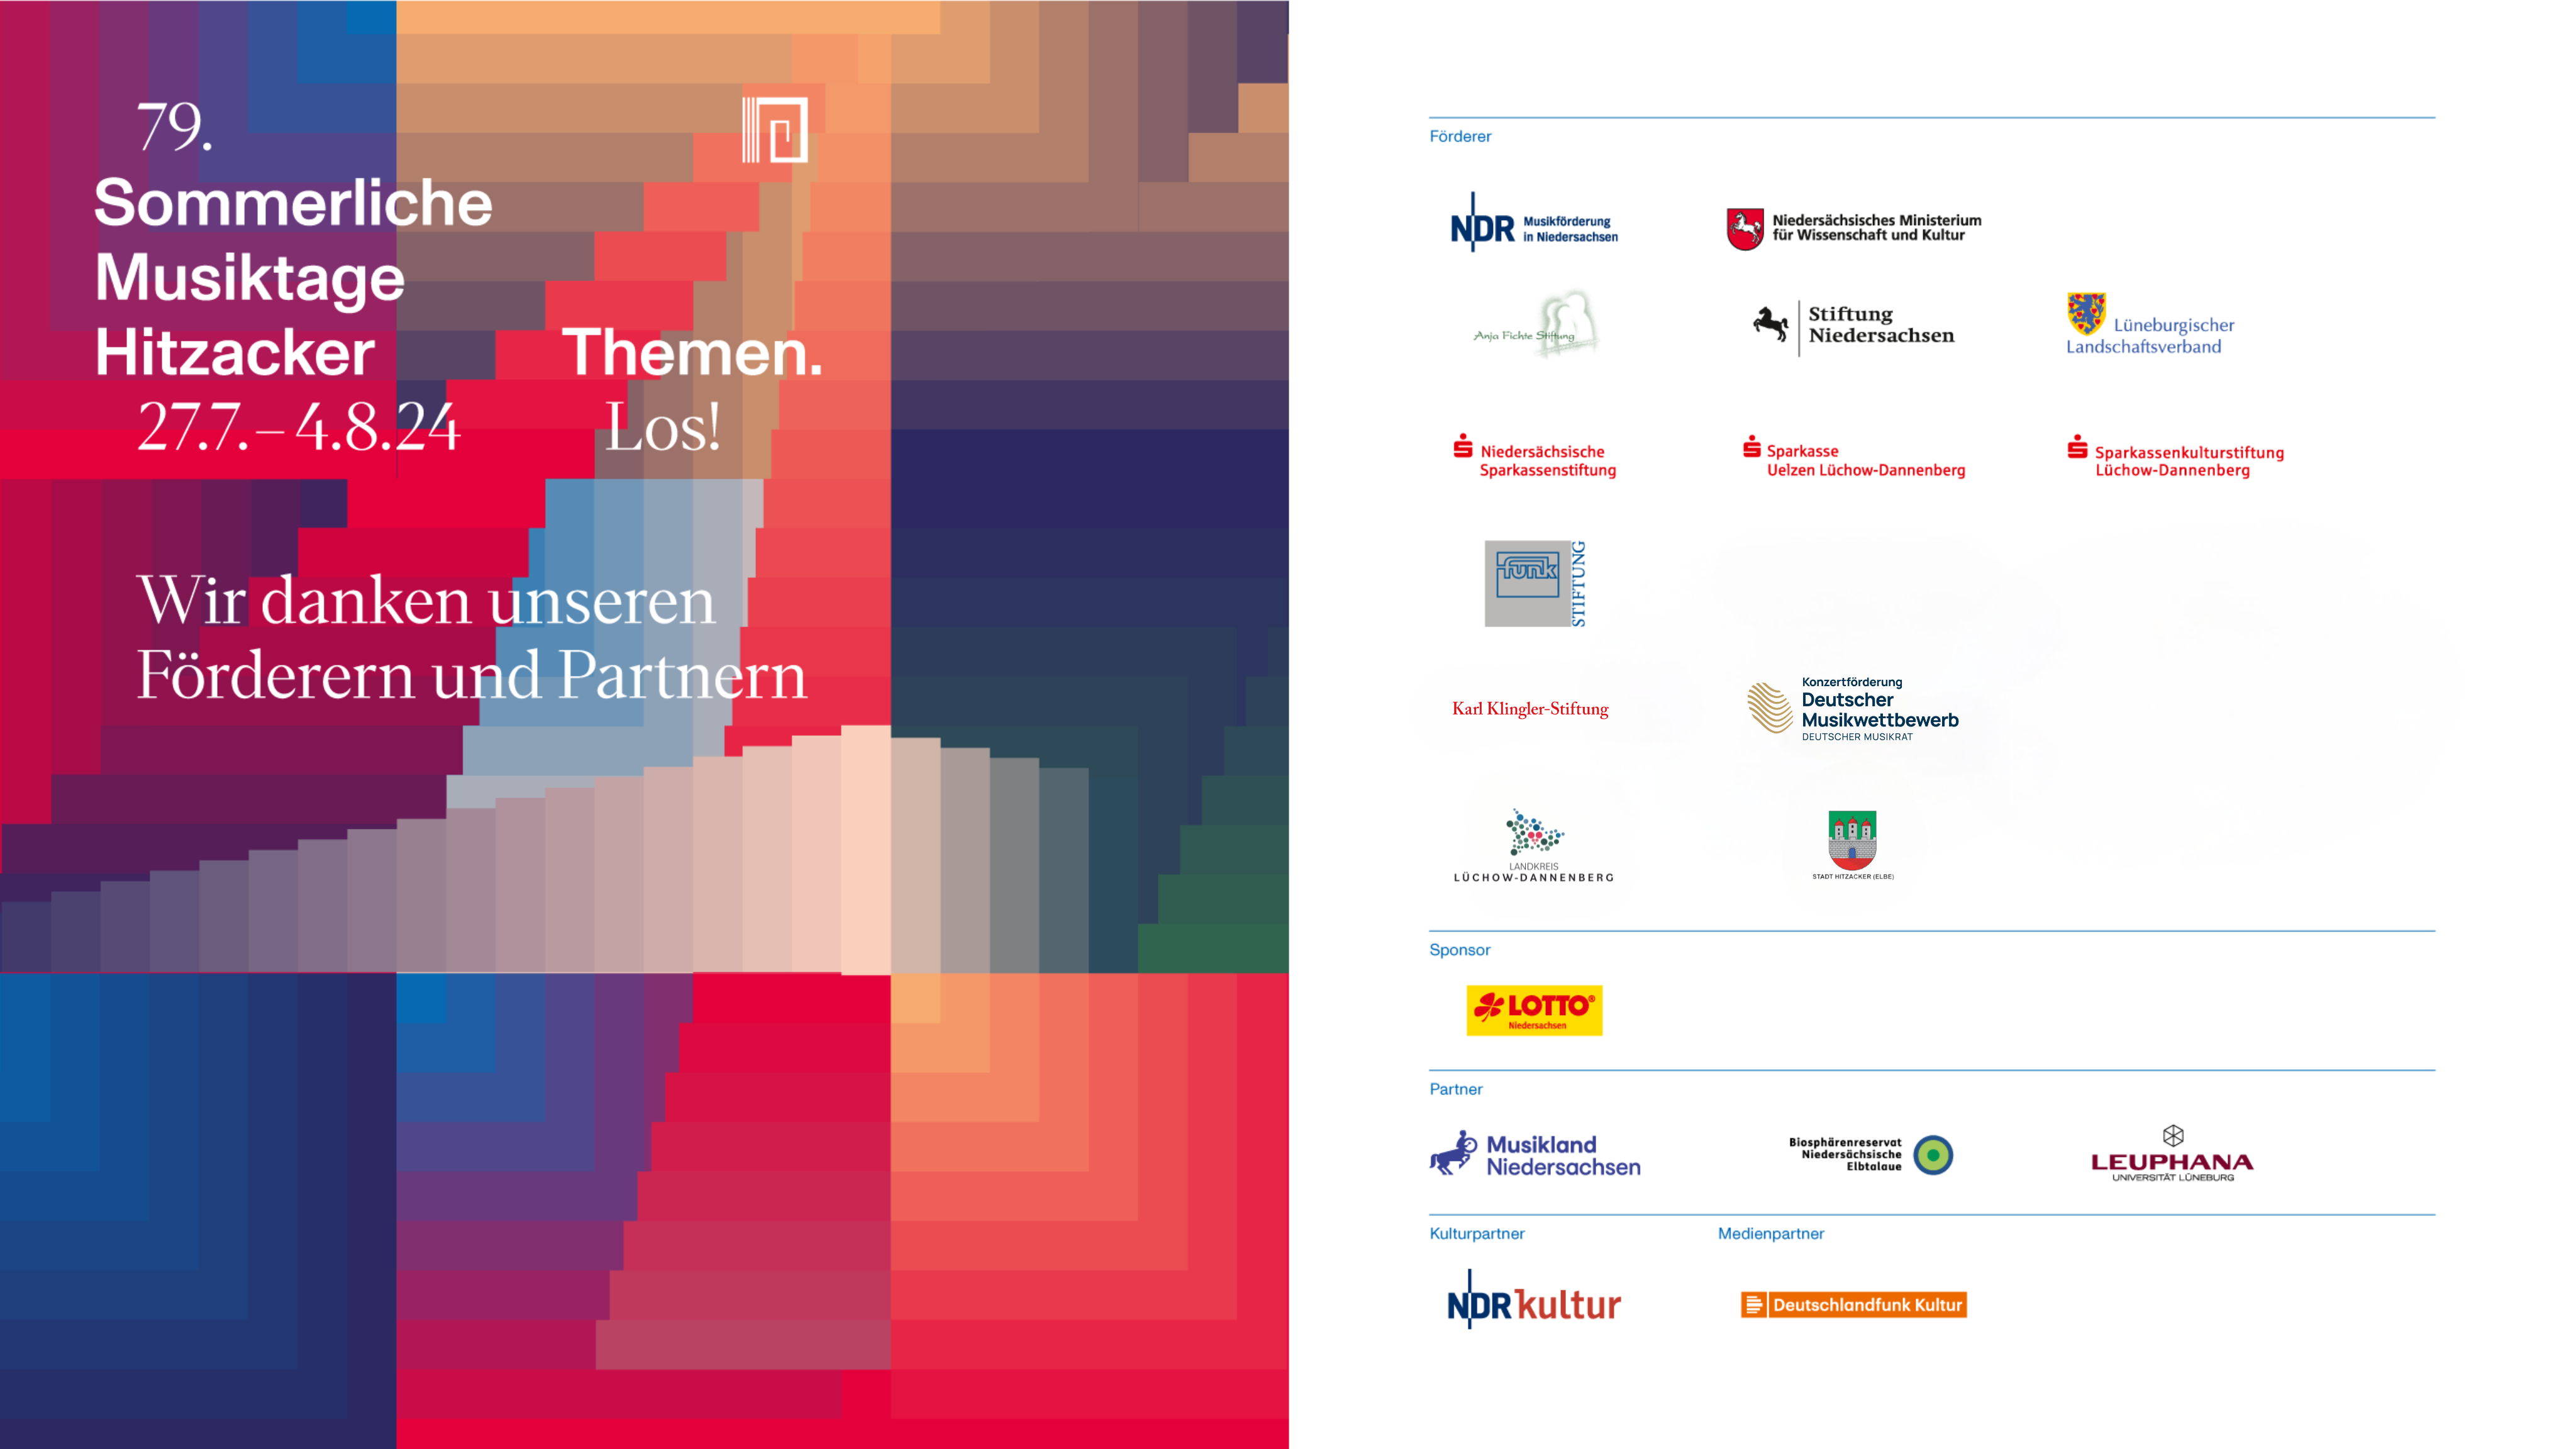 79.
Sommerliche
Musiktage
Hitzacker
27.7.–4.8.24
Themen.
Los!
Wir danken unseren
Förderern und Partnern
Förderer
NDR Musikförderung
in Niedersachsen
Niedersächsisches Ministerium
für Wissenschaft und Kultur
Anja Fichte Stiftung
Stiftung
Niedersachsen
Lüneburgischer
Landschaftsverband
Niedersächsische
Sparkassenstiftung
Sparkasse
Uelzen Lüchow-Dannenberg
Sparkassenkulturstiftung
Lüchow-Dannenberg
funk
STIFTUNG
Karl Klingler-Stiftung
Konzertförderung
Deutscher
Musikwettbewerb
DEUTSCHER MUSIKRAT
LANDKREIS
LÜCHOW-DANNENBERG
STADT HITZACKER (ELBE)
Sponsor
LOTTO®
Niedersachsen
Partner
Musikland
Niedersachsen
Biosphärenreservat
Niedersächsische
Elbtalaue
LEUPHANA
UNIVERSITÄT LÜNEBURG
Kulturpartner
NDR kultur
Medienpartner
Deutschlandfunk Kultur